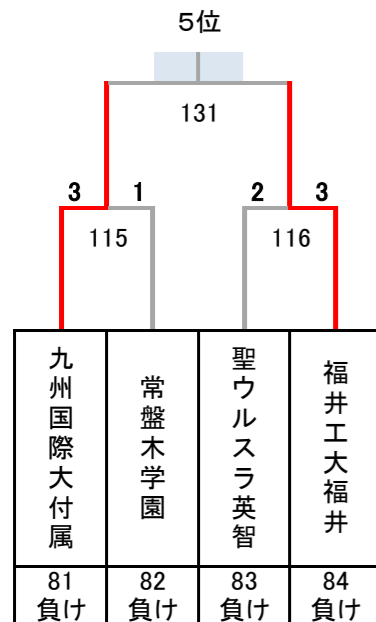 5位
131
3 1 2 3
115 116
九州国際大付属
常盤木学園
聖ウルスラ英智
福井工大福井
81 82 83 84
負け 負け 負け 負け